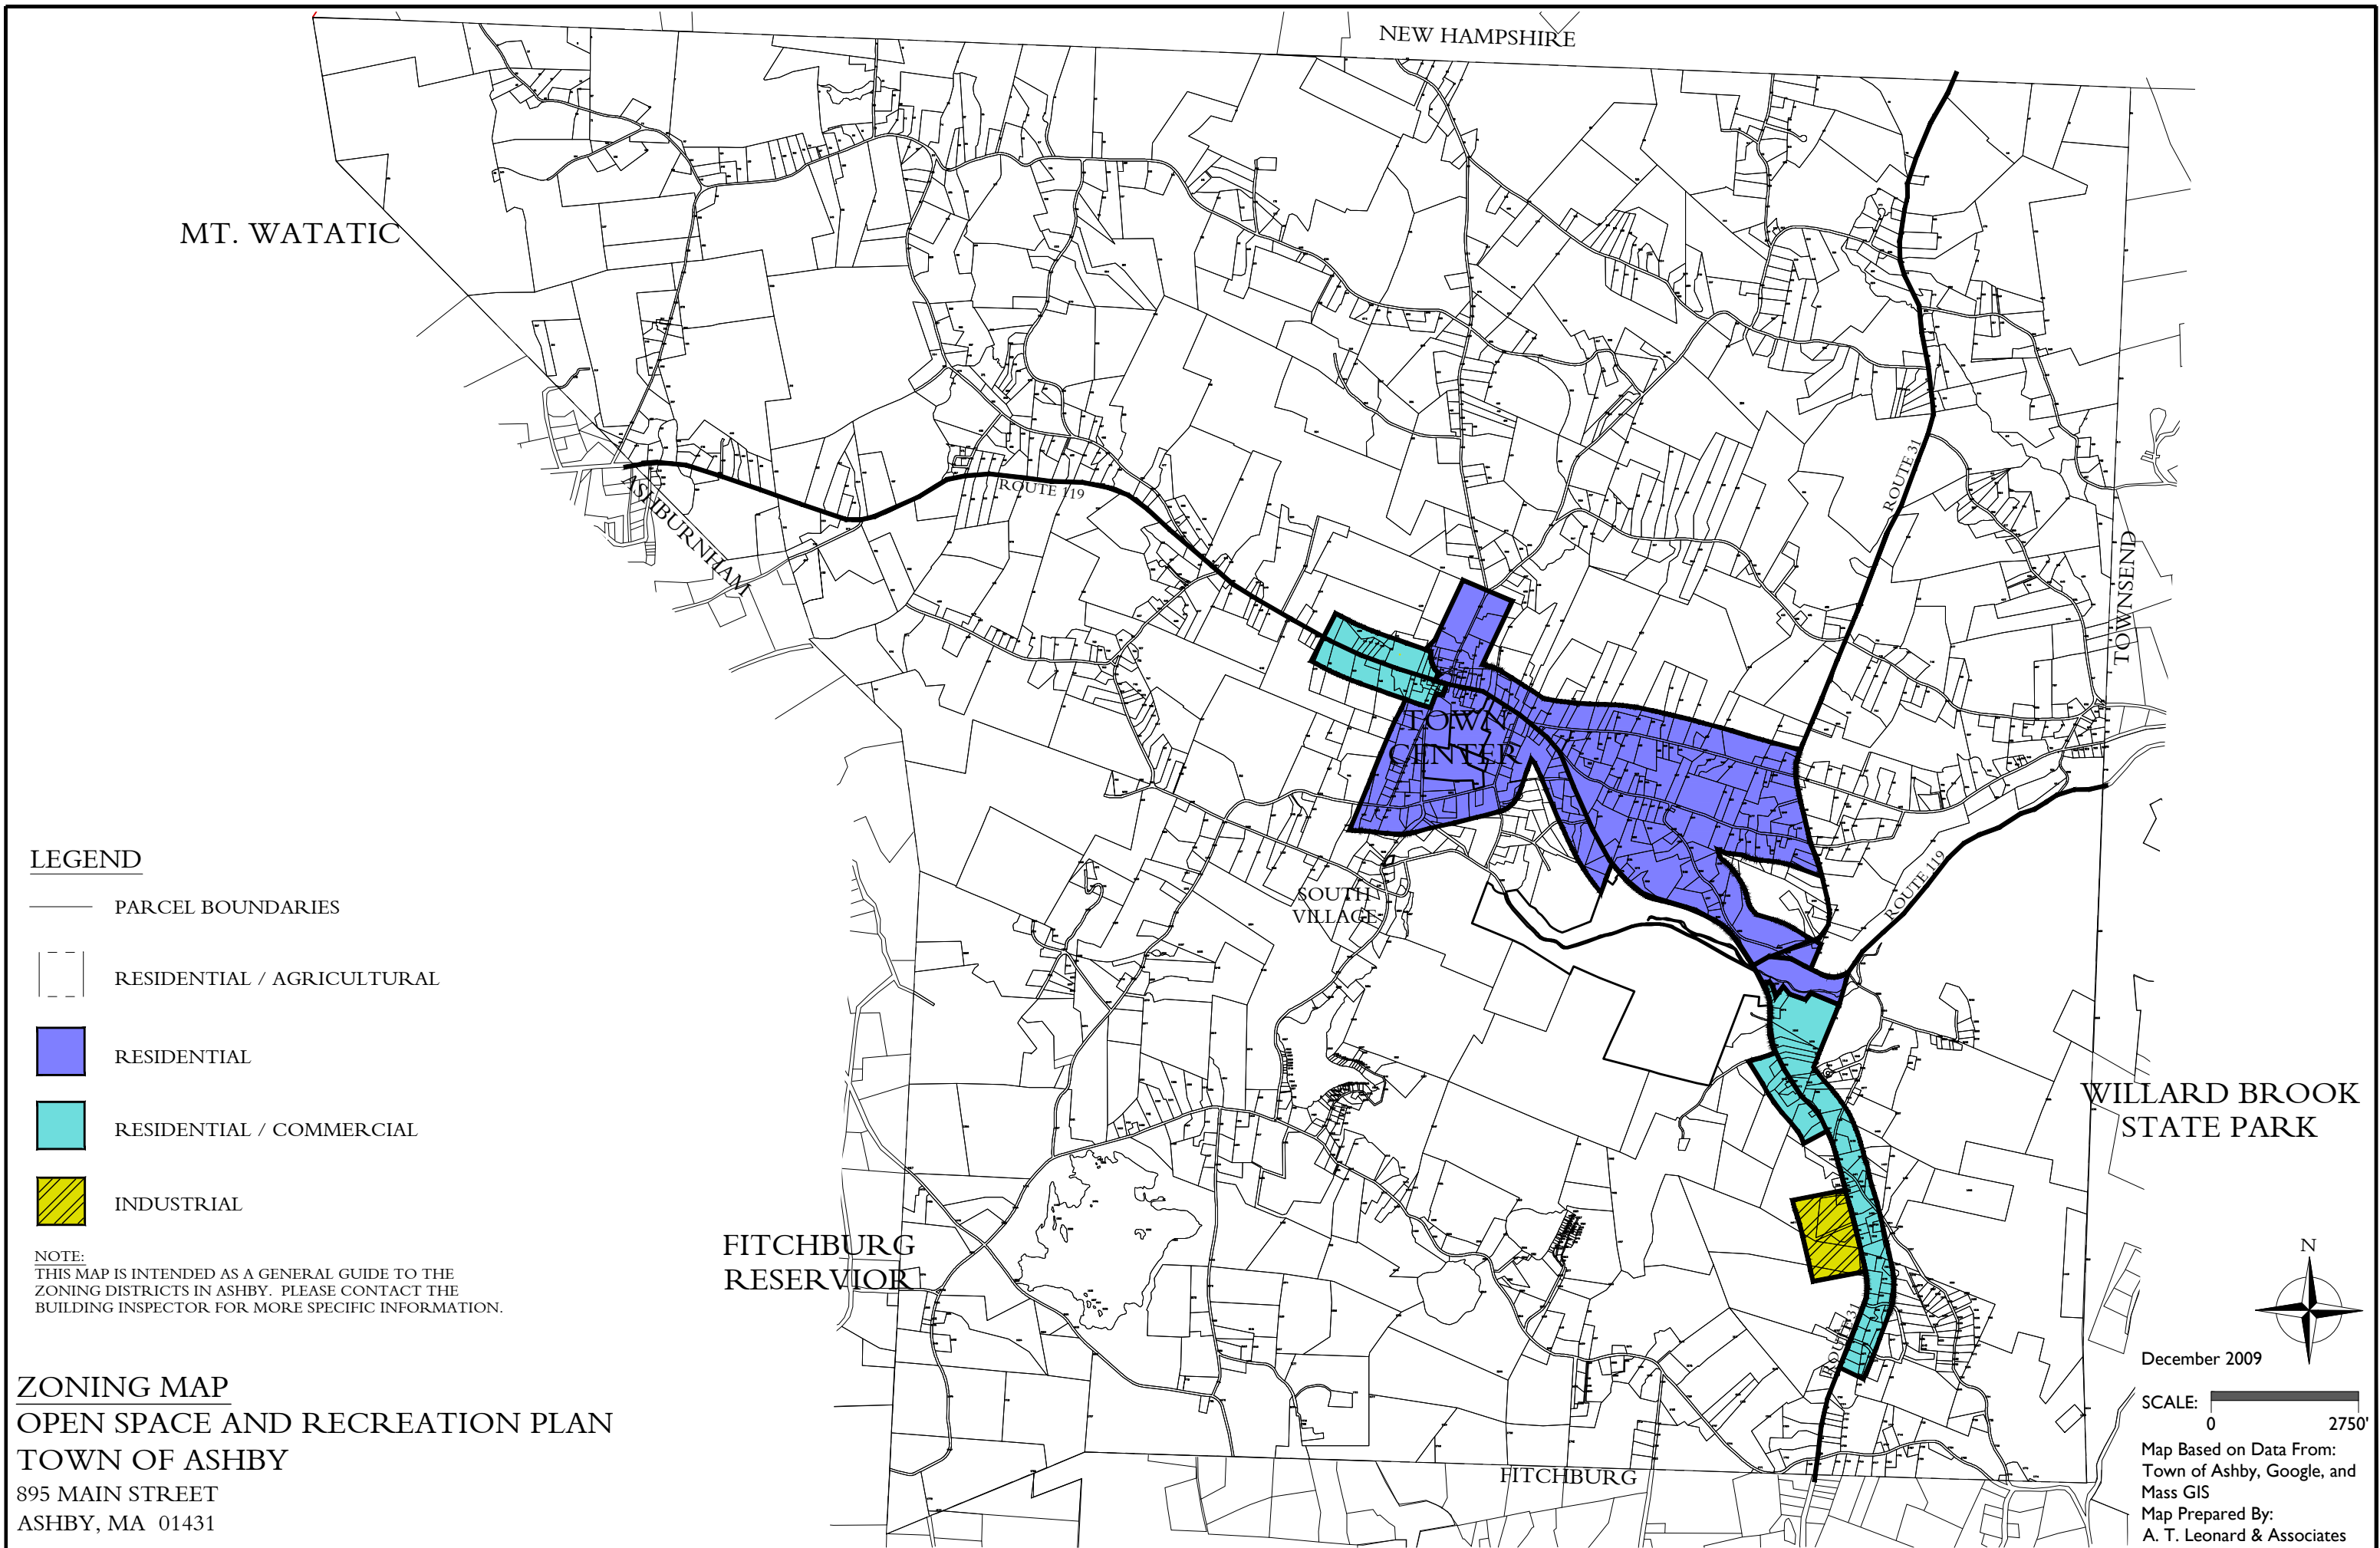 NEW HAMPSHIRE
MT. WATATIC
ROUTE 31
ROUTE 119
ASHBURNHAM
TOWNSEND
TOWN
CENTER
LEGEND
PARCEL BOUNDARIES
RESIDENTIAL / AGRICULTURAL
RESIDENTIAL
RESIDENTIAL / COMMERCIAL
INDUSTRIAL
NOTE:
THIS MAP IS INTENDED AS A GENERAL GUIDE TO THE
ZONING DISTRICTS IN ASHBY. PLEASE CONTACT THE
BUILDING INSPECTOR FOR MORE SPECIFIC INFORMATION.
SOUTH
VILLAGE
ROUTE 119
WILLARD BROOK
STATE PARK
FITCHBURG
RESERVIOR
ROUTE 31
FITCHBURG
ZONING MAP
OPEN SPACE AND RECREATION PLAN
TOWN OF ASHBY
895 MAIN STREET
ASHBY, MA 01431
N
December 2009
SCALE:
0 2750'
Map Based on Data From:
Town of Ashby, Google, and
Mass GIS
Map Prepared By:
A. T. Leonard & Associates